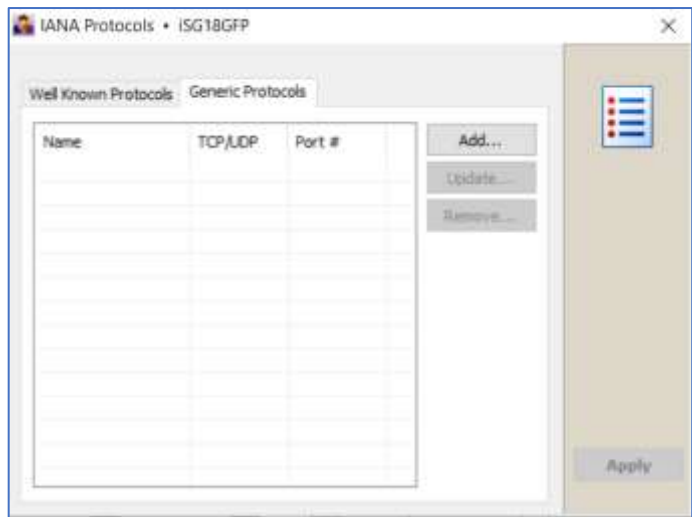 IANA Protocols • iSG18GFP
Well Known Protocols Generic Protocols
Name TCP/UDP Port # Add...
Update...
Remove...
Apply